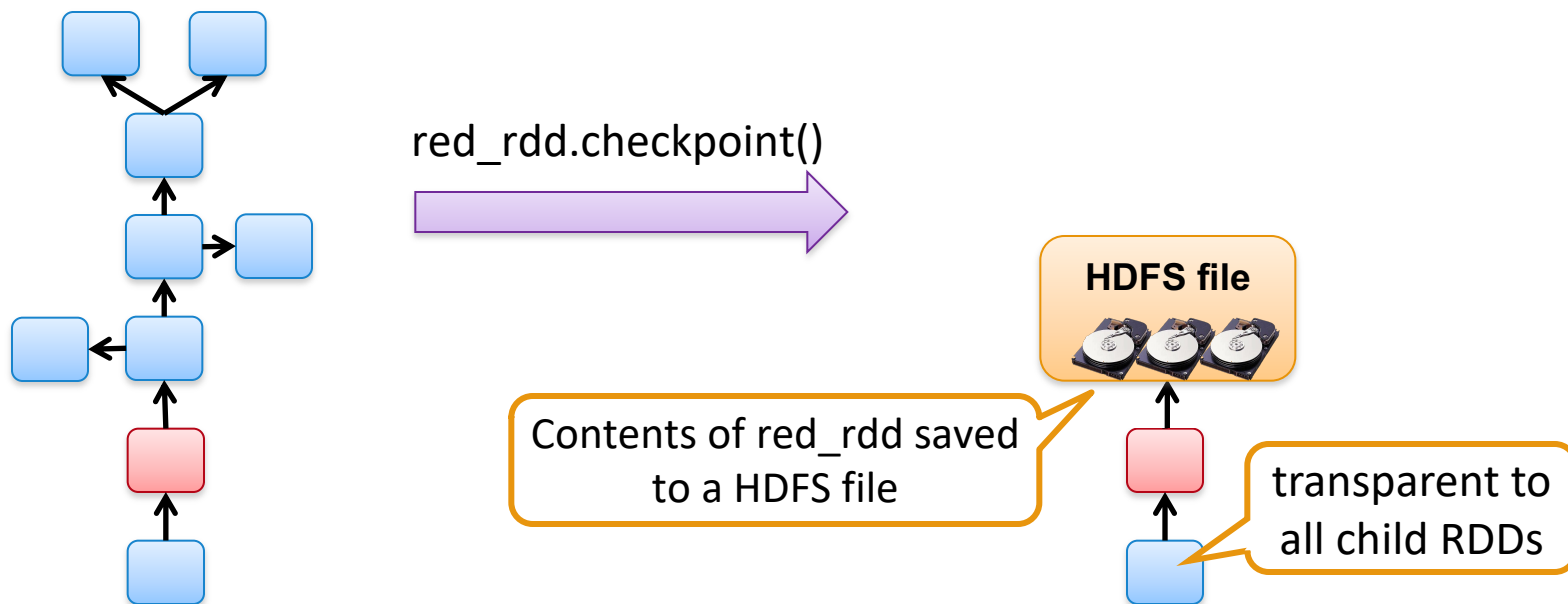 red_rdd.checkpoint()
HDFS file
Contents of red_rdd saved
to a HDFS file
transparent to
all child RDDs